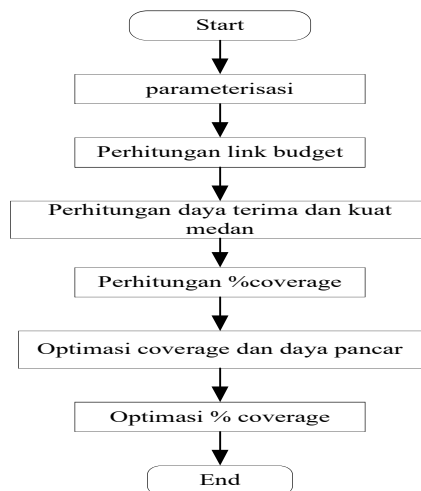 Start
parameterisasi
Perhitungan link budget
Perhitungan daya terima dan kuat
medan
Perhitungan %coverage
Optimasi coverage dan daya pancar
Optimasi % coverage
End